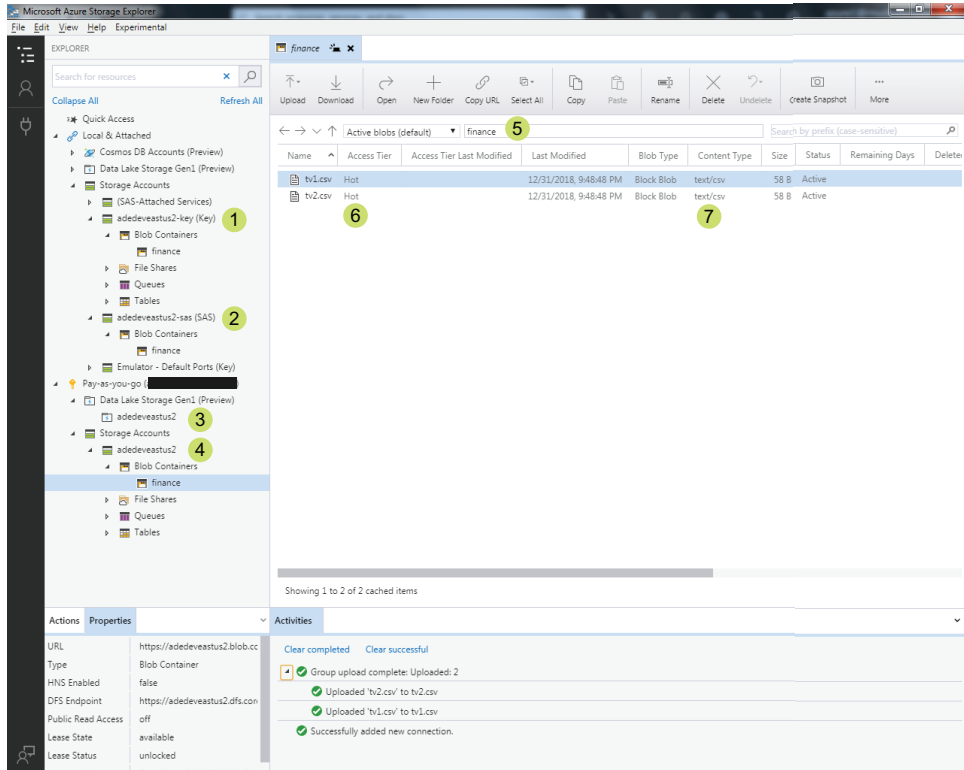 Microsoft Azure Storage Explorer
File Edit View Help Experimental
EXPLORER
Search for resources
Collapse All Refresh All
Quick Access
Local & Attached
Cosmos DB Accounts (Preview)
Data Lake Storage Gen1 (Preview)
Storage Accounts
(SAS-Attached Services)
adedeveastus2-key (Key) 1
Blob Containers
finance
File Shares
Queues
Tables
adedeveastus2-sas (SAS) 2
Blob Containers
finance
Emulator - Default Ports (Key)
Pay-as-you-go (
Data Lake Storage Gen1 (Preview)
adedeveastus2 3
Storage Accounts
adedeveastus2 4
Blob Containers
finance
File Shares
Queues
Tables
finance
Upload Download Open New Folder Copy URL Select All Copy Paste Rename Delete Undelete Create Snapshot More
Active blobs (default) finance 5 Search by prefix (case-sensitive)
Name Access Tier Access Tier Last Modified Last Modified Blob Type Content Type Size Status Remaining Days Delete
tv1.csv Hot 12/31/2018, 9:48:48 PM Block Blob text/csv 58 B Active
tv2.csv Hot 12/31/2018, 9:48:48 PM Block Blob text/csv 58 B Active
6 7
Showing 1 to 2 of 2 cached items
Actions Properties
URL https://adedeveastus2.blob.cc
Type Blob Container
HNS Enabled false
DFS Endpoint https://adedeveastus2.dfs.cor
Public Read Access off
Lease State available
Lease Status unlocked
Activities
Clear completed Clear successful
Group upload complete: Uploaded: 2
Uploaded 'tv2.csv' to tv2.csv
Uploaded 'tv1.csv' to tv1.csv
Successfully added new connection.